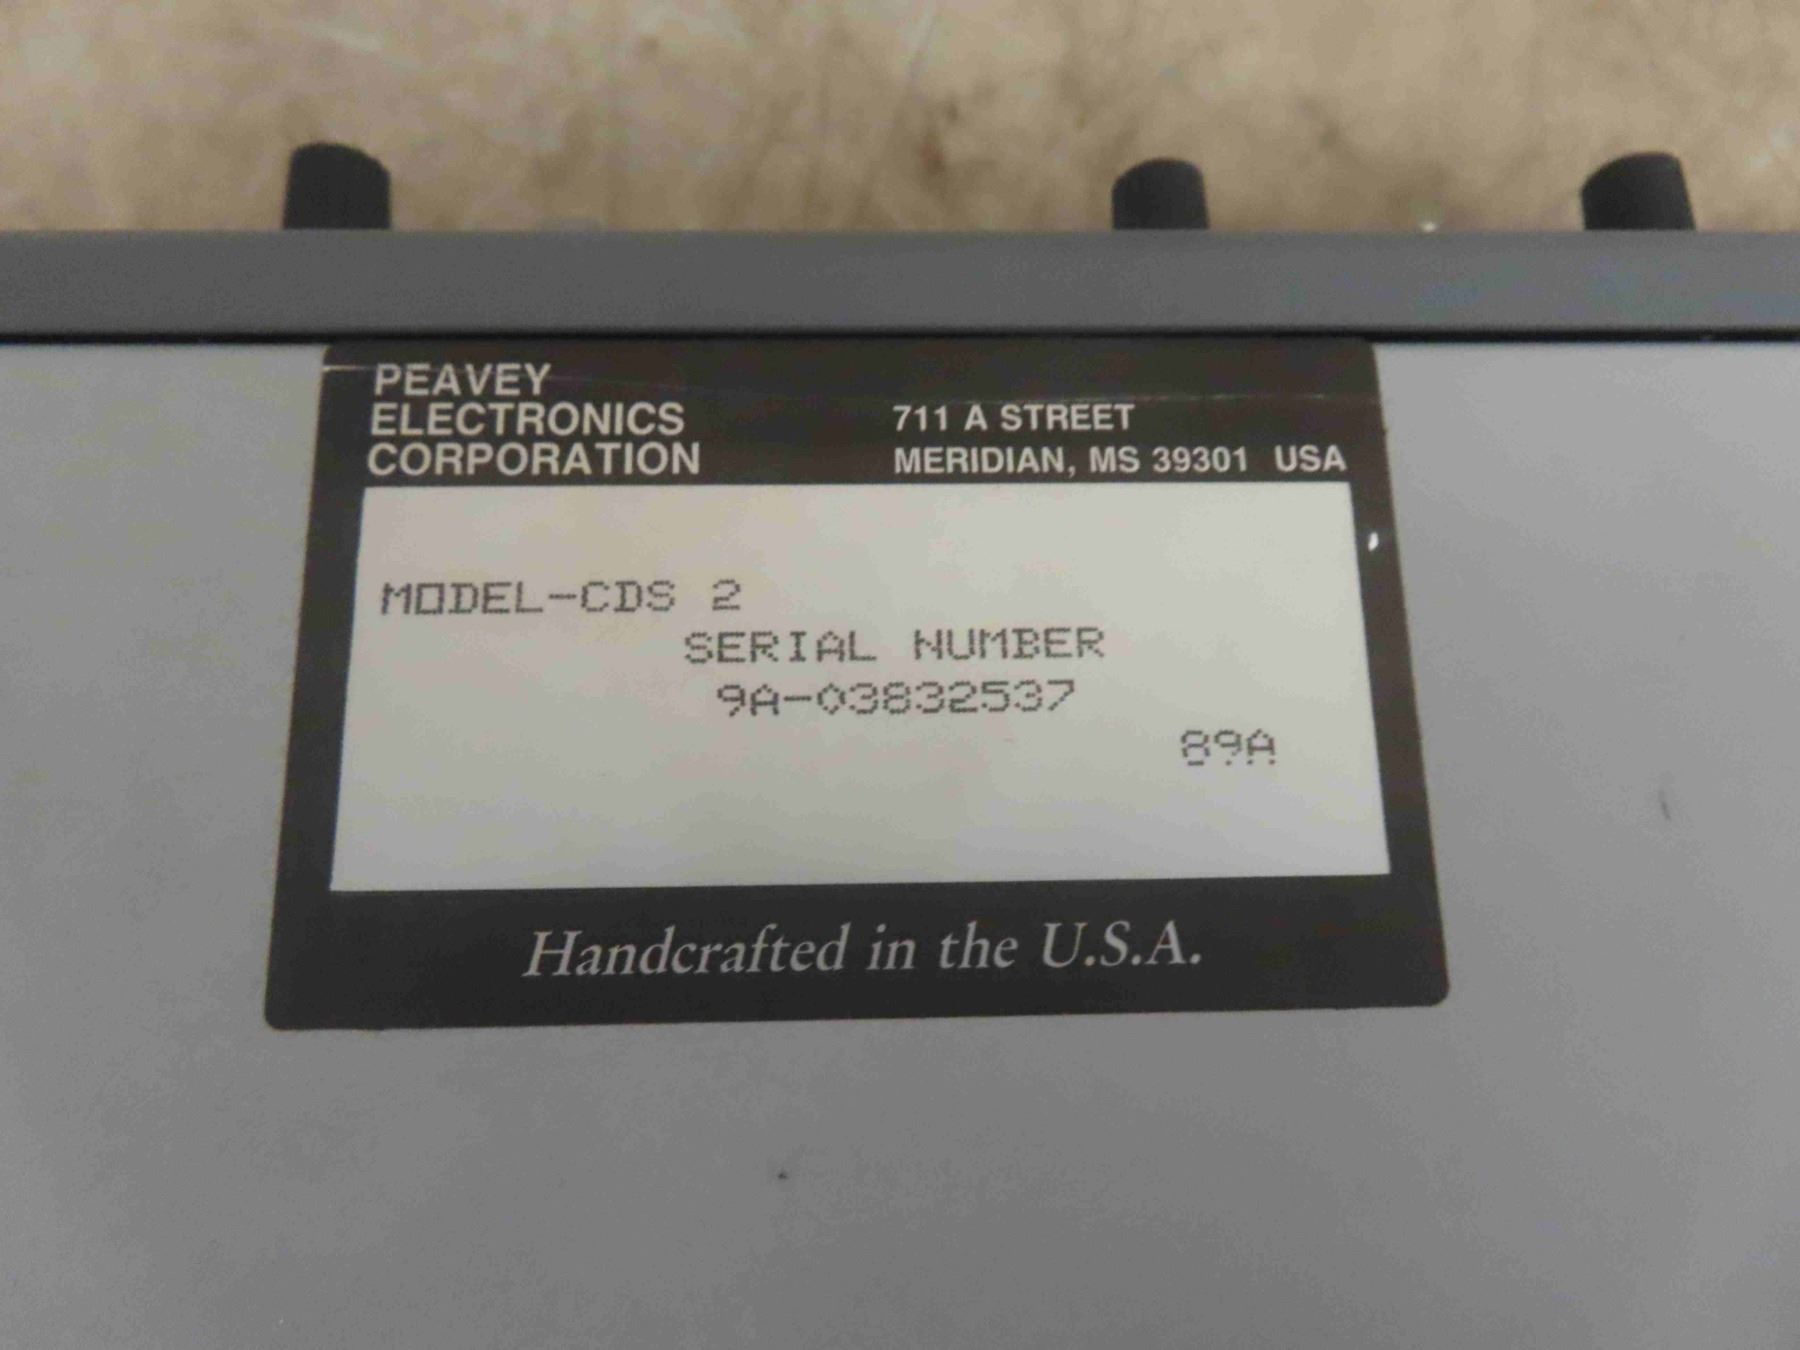 PEAVEY
ELECTRONICS
CORPORATION
711 A STREET
MERIDIAN, MS 39301 USA
MODEL-CDS 2
SERIAL NUMBER
9A-03832537
89A
Handcrafted in the U.S.A.